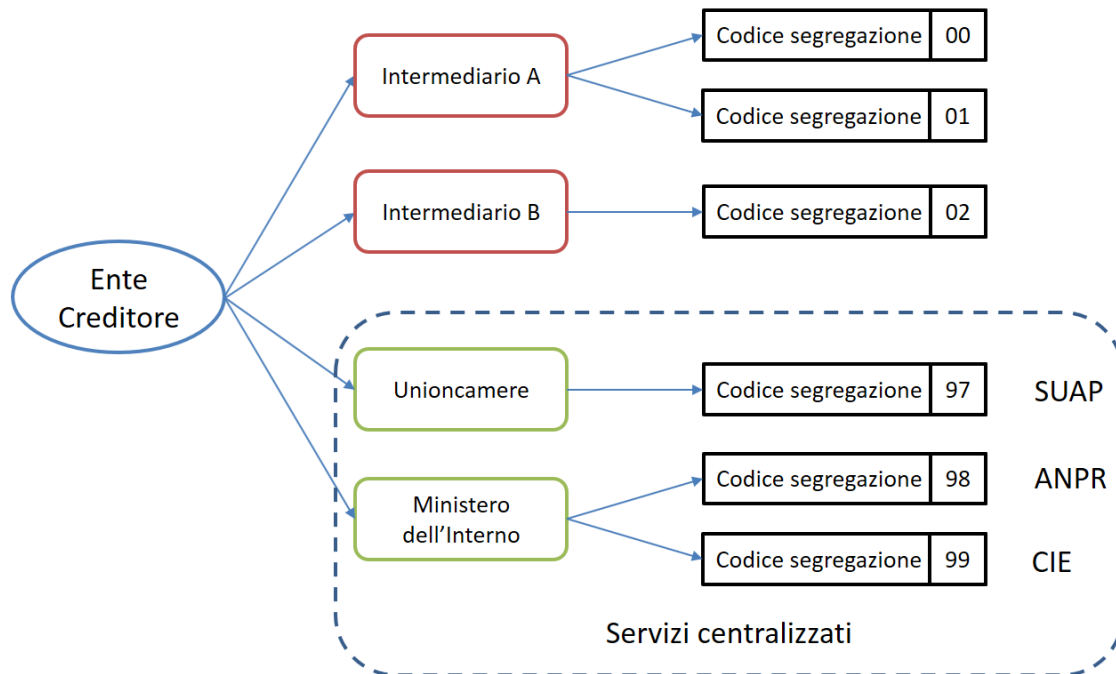 Codice segregazione 00
Intermediario A
Codice segregazione 01
Intermediario B
Codice segregazione 02
Ente
Creditore
Unioncamere
Codice segregazione 97
SUAP
Codice segregazione 98
ANPR
Ministero
dell'Interno
Codice segregazione 99
CIE
Servizi centralizzati